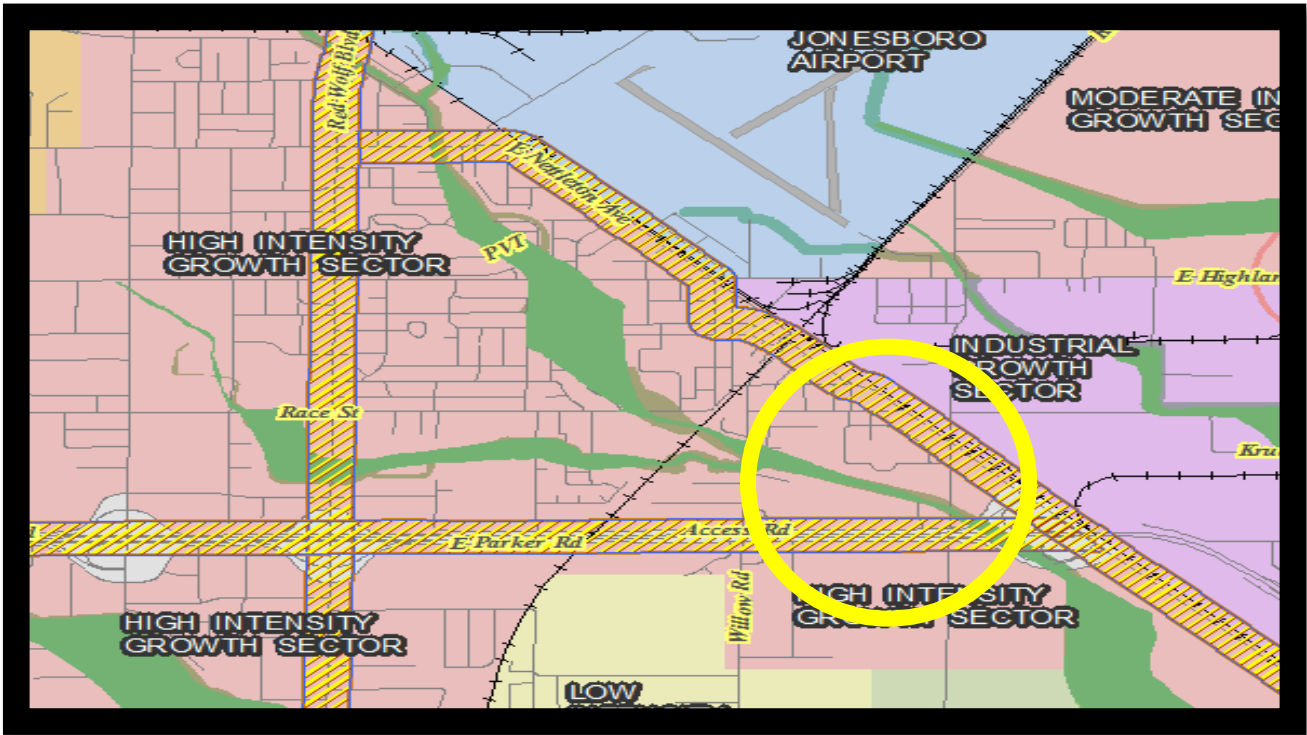 JONESBORO
AIRPORT
Red Wolf Blvd
MODERATE IN
GROWTH SEC
E Nettleton Ave
HIGH INTENSITY
GROWTH SECTOR
PVT
E Highlan
INDUSTRIAL
GROWTH
SECTOR
Race St
Kru
Access Rd
E Parker Rd
Willow Rd
HIGH INTENSITY
GROWTH SECTOR
HIGH INTENSITY
GROWTH SECTOR
LOW